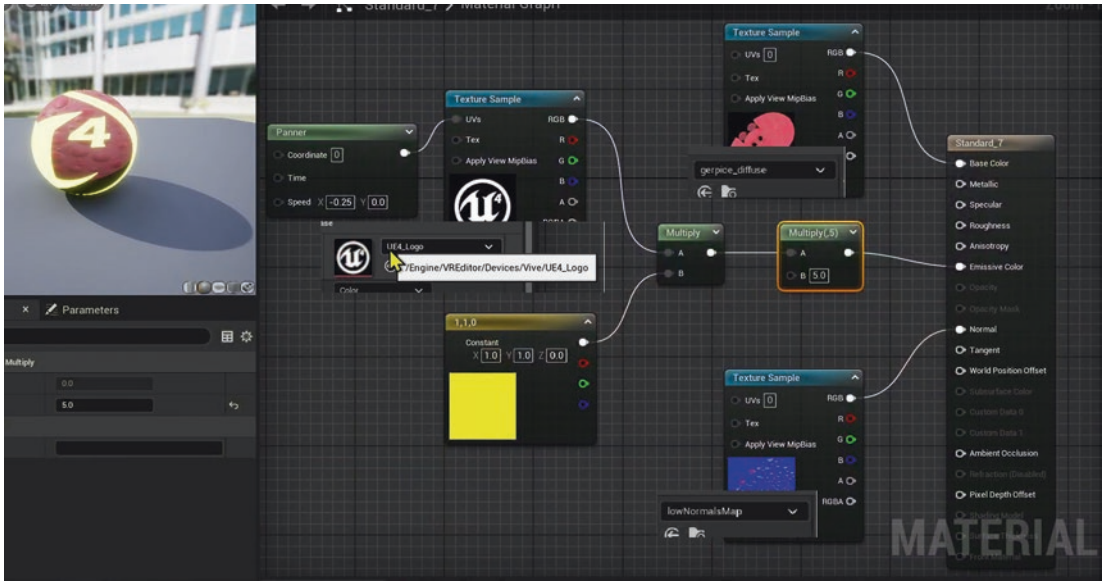 Standard_7 > Material Graph
Zoom
4
Parameters
Multiply
0.0
5.0
Panner
Coordinate 0
Time
Speed X -0.25 Y 0.0
Texture Sample
UVs
RGB
Tex
R
Apply View MipBias
G
B
A
RGBA
UE4_Logo
/Engine/VREditor/Devices/Vive/UE4_Logo
Color
1,1,0
Constant
X 1.0 Y 1.0 Z 0.0
Texture Sample
UVs 0
RGB
Tex
R
Apply View MipBias
G
B
A
gerpice_diffuse
Multiply
A
B
Multiply(,5)
A
B 5.0
Texture Sample
UVs 0
RGB
Tex
R
Apply View MipBias
G
B
A
RGBA
lowNormalsMap
Standard_7
Base Color
Metallic
Specular
Roughness
Anisotropy
Emissive Color
Opacity
Opacity Mask
Normal
Tangent
World Position Offset
Subsurface Color
Custom Data 0
Custom Data 1
Ambient Occlusion
Refraction (Disabled)
Pixel Depth Offset
Shading Model
MATERIAL